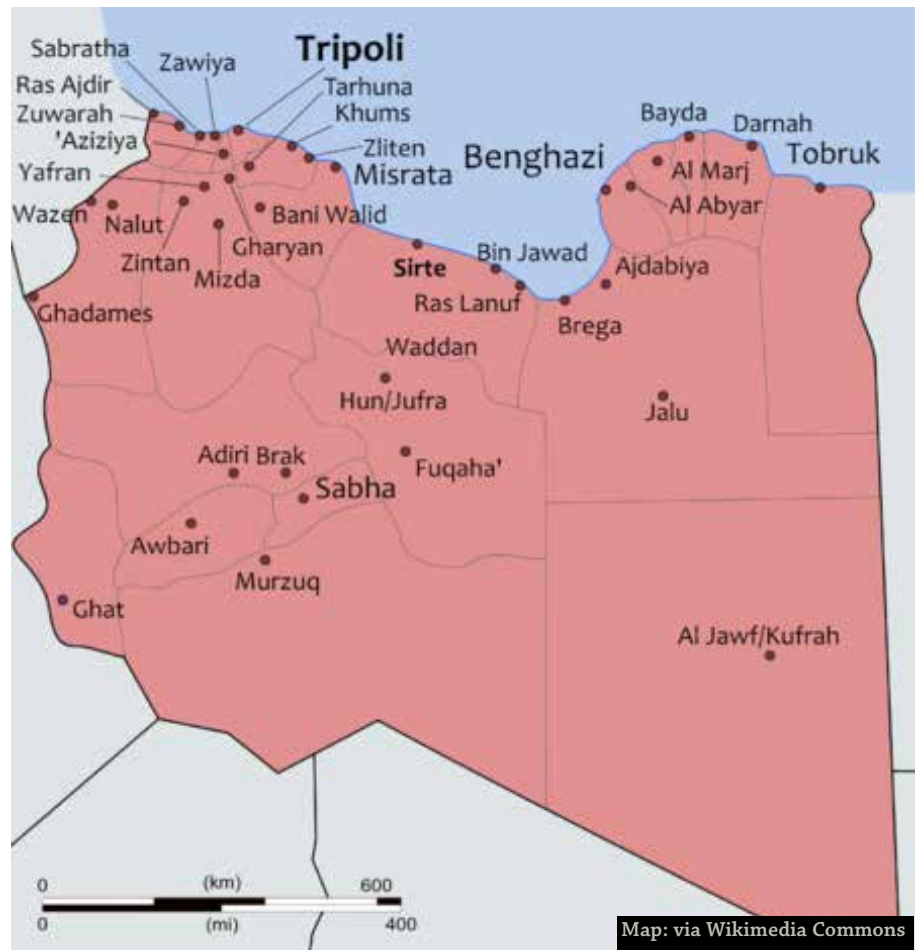 Tripoli
Sabratha
Zawiya
Ras Ajdir
Tarhuna
Zuwarah
Khums
'Aziziya
Zliten
Yafran
Misrata
Wazen
Nalut
Bani Walid
Zintan
Gharyan
Mizda
Ghadames
Bayda
Darnah
Benghazi
Al Marj
Tobruk
Al Abyar
Sirte
Bin Jawad
Ajdabiya
Ras Lanuf
Brega
Waddan
Hun/Jufra
Jalu
Adiri Brak
Fuqaha'
Sabha
Awbari
Murzuq
Ghat
Al Jawf/Kufrah
0 (km) 600
0 (mi) 400
Map: via Wikimedia Commons